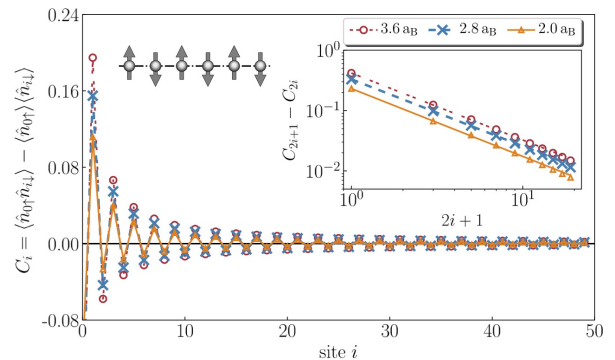 3.6 a_B 2.8 a_B 2.0 a_B
C_i = ⟨n̂_{0↑} n̂_{i↓}⟩ − ⟨n̂_{0↑}⟩⟨n̂_{i↓}⟩
0.24
0.16
0.08
0.00
-0.08
C_{2i+1} − C_{2i}
10^0
10^{−1}
10^{−2}
10^0 10^1
2i + 1
0 10 20 30 40 50
site i